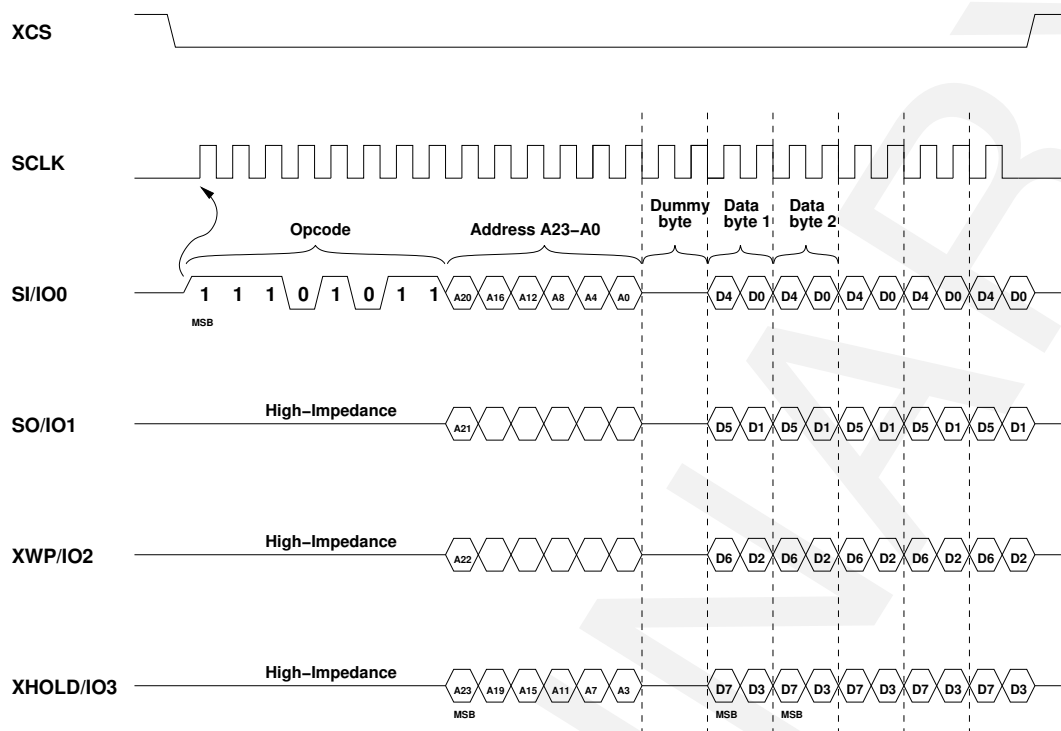 XCS
SCLK
Opcode
Address A23–A0
Dummy byte
Data byte 1
Data byte 2
SI/IO0
1 1 1 0 1 0 1 1 A20 A16 A12 A8 A4 A0 D4 D0 D4 D0 D4 D0 D4 D0 D4 D0
MSB
SO/IO1
High–Impedance
A21 D5 D1 D5 D1 D5 D1 D5 D1 D5 D1
XWP/IO2
High–Impedance
A22 D6 D2 D6 D2 D6 D2 D6 D2 D6 D2
XHOLD/IO3
High–Impedance
A23 A19 A15 A11 A7 A3 D7 D3 D7 D3 D7 D3 D7 D3 D7 D3
MSB MSB MSB